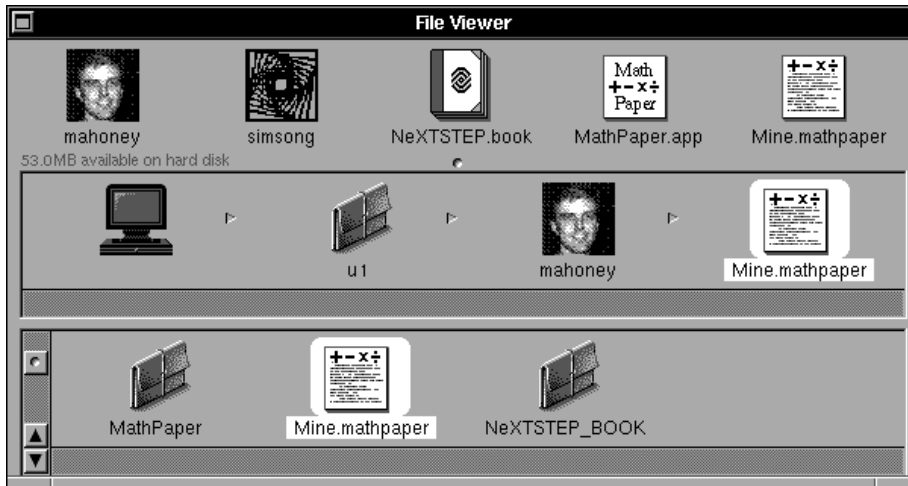 File Viewer
Math
+-×÷
Paper
+-×÷
mahoney simsong NeXTSTEP.book MathPaper.app Mine.mathpaper
53.0MB available on hard disk
+-×÷
u1 mahoney Mine.mathpaper
+-×÷
MathPaper Mine.mathpaper NeXTSTEP_BOOK